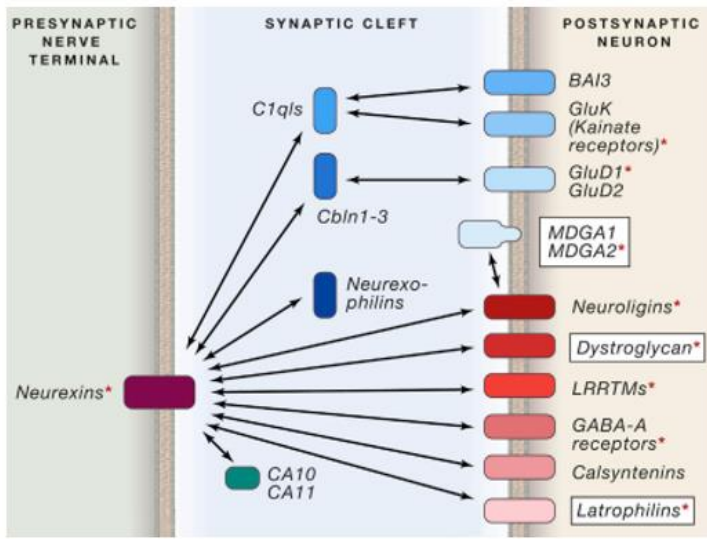 PRESYNAPTIC
NERVE
TERMINAL
SYNAPTIC CLEFT
POSTSYNAPTIC
NEURON
C1qls
BAI3
GluK
(Kainate
receptors)*
Cbln1-3
GluD1*
GluD2
MDGA1
MDGA2*
Neurexo-
philins
Neuroligins*
Dystroglycan*
Neurexins*
LRRTMs*
GABA-A
receptors*
CA10
CA11
Calsyntenins
Latrophilins*